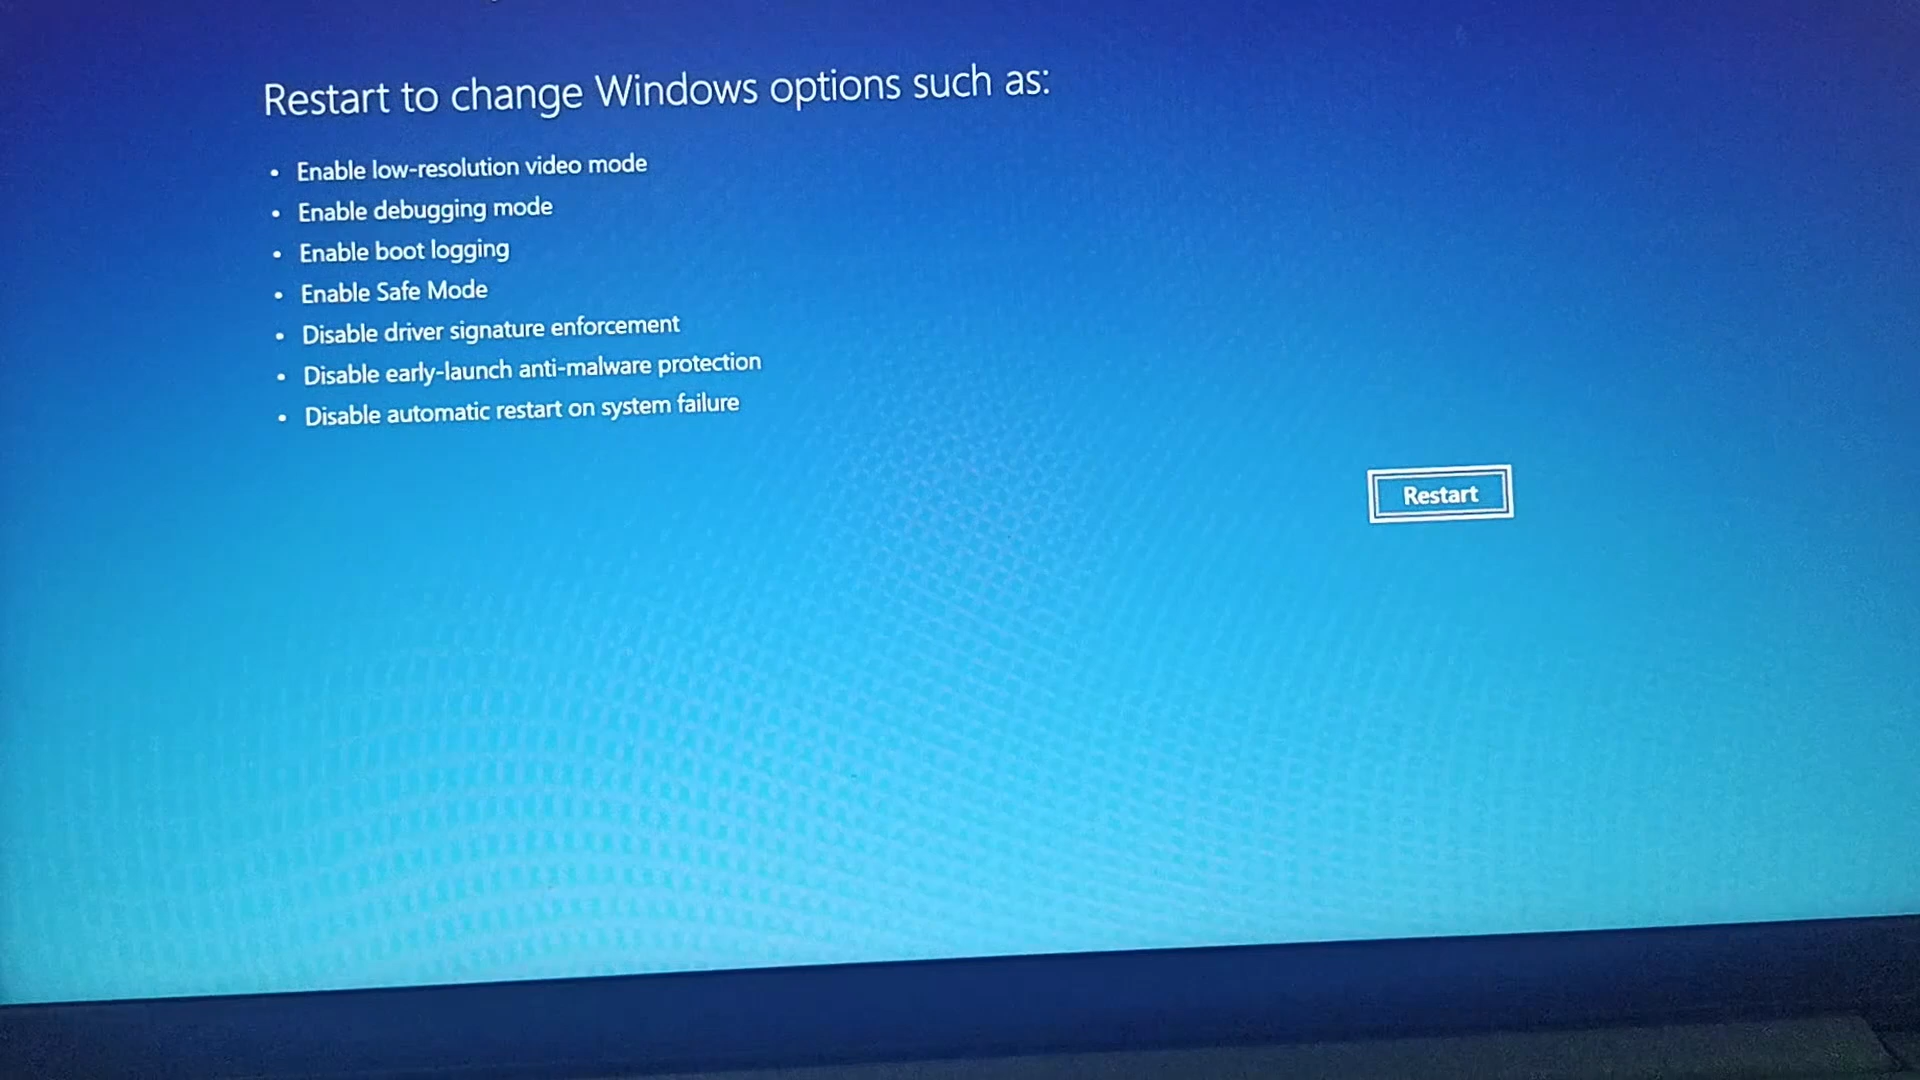 Restart to change Windows options such as:
• Enable low-resolution video mode
• Enable debugging mode
• Enable boot logging
• Enable Safe Mode
• Disable driver signature enforcement
• Disable early-launch anti-malware protection
• Disable automatic restart on system failure
Restart